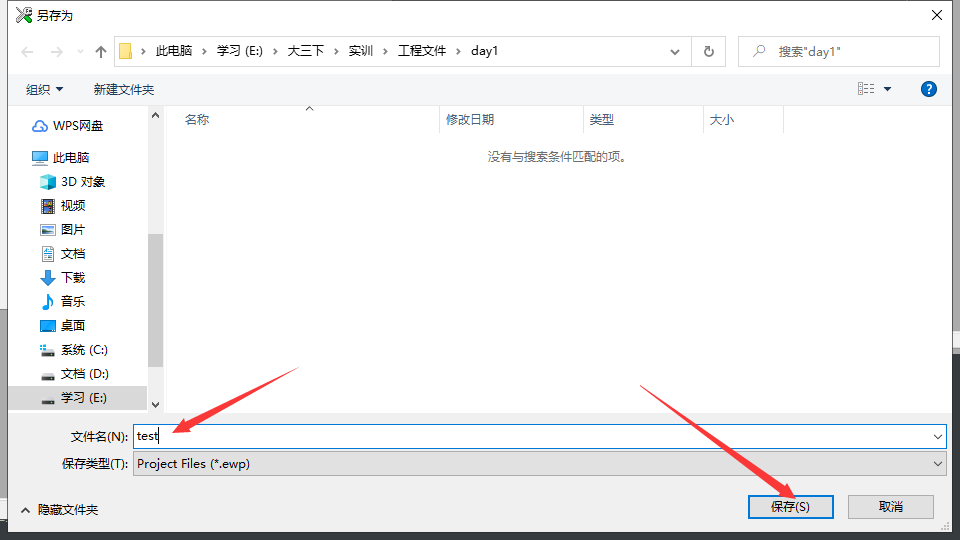 另存为
此电脑 › 学习 (E:) › 大三下 › 实训 › 工程文件 › day1
搜索"day1"
组织 新建文件夹
名称 修改日期 类型 大小
没有与搜索条件匹配的项。
WPS网盘
此电脑
3D 对象
视频
图片
文档
下载
音乐
桌面
系统 (C:)
文档 (D:)
学习 (E:)
文件名(N): test
保存类型(T): Project Files (*.ewp)
隐藏文件夹 保存(S) 取消